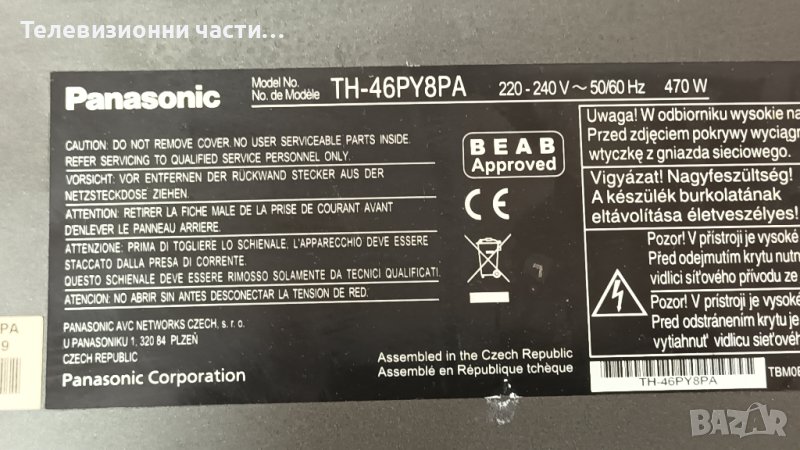 Телевизионни части…
Panasonic
Model No.
No. de Modèle
TH-46PY8PA
220 - 240 V ~ 50/60 Hz 470 W
CAUTION: DO NOT REMOVE COVER. NO USER SERVICEABLE PARTS INSIDE.
REFER SERVICING TO QUALIFIED SERVICE PERSONNEL ONLY.
VORSICHT: VOR ENTFERNEN DER RÜCKWAND STECKER AUS DER
NETZSTECKDOSE ZIEHEN.
ATTENTION: RETIRER LA FICHE MALE DE LA PRISE DE COURANT AVANT
D'ENLEVER LE PANNEAU ARRIERE.
ATTENZIONE: PRIMA DI TOGLIERE LO SCHIENALE, L'APPARECCHIO DEVE ESSERE
STACCATO DALLA PRESA DI CORRENTE.
QUESTO SCHIENALE DEVE ESSERE RIMOSSO SOLAMENTE DA TECNICI QUALIFICATI.
ATENCION: NO ABRIR SIN ANTES DESCONECTAR LA TENSION DE RED.
PANASONIC AVC NETWORKS CZECH, s. r. o.
U PANASONIKU 1, 320 84 PLZEŇ
CZECH REPUBLIC
Panasonic Corporation
BEAB
Approved
CE
Assembled in the Czech Republic
Assemblé en République tchèque
Uwaga! W odbiorniku wysokie na
Przed zdjęciem pokrywy wyciągn
wtyczkę z gniazda sieciowego.
Vigyázat! Nagyfeszültség!
A készülék burkolatának
eltávolítása életveszélyes!
Pozor! V přístroji je vysoké
Před odejmutím krytu nutn
vidlici síťového přívodu ze
Pozor! V prístroji je vysoké
Pred odstránením krytu je
vytiahnuť vidlicu sieťovéh
TH-46PY8PA
TBM0E
PA
9
BAZAR